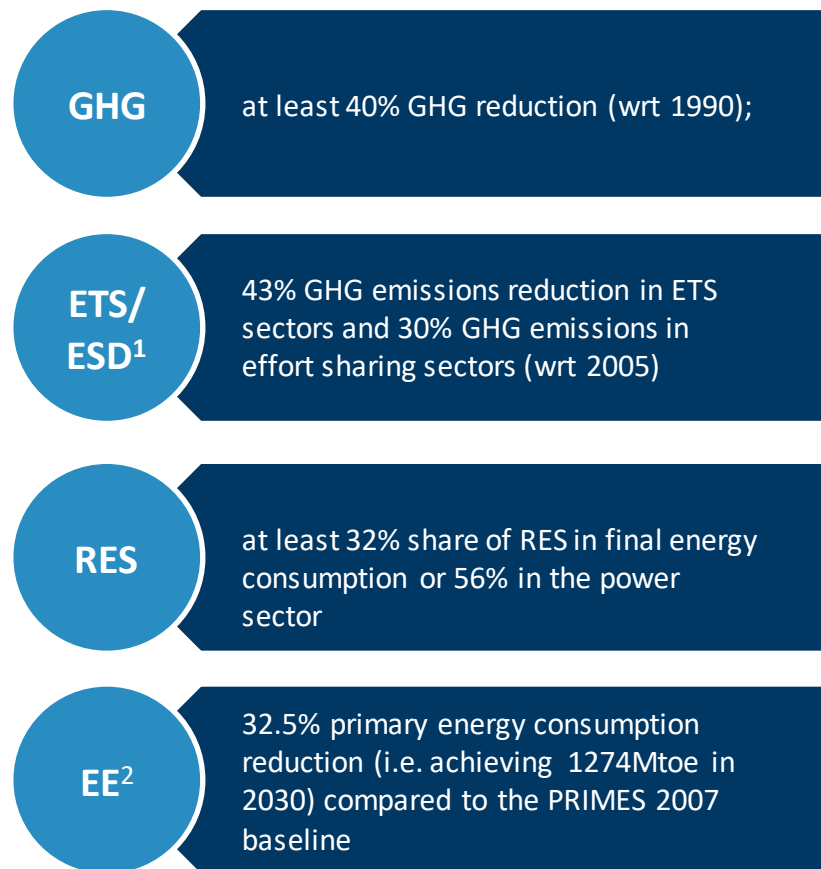 GHG
at least 40% GHG reduction (wrt 1990);
ETS/
ESD¹
43% GHG emissions reduction in ETS
sectors and 30% GHG emissions in
effort sharing sectors (wrt 2005)
RES
at least 32% share of RES in final energy
consumption or 56% in the power
sector
EE²
32.5% primary energy consumption
reduction (i.e. achieving 1274Mtoe in
2030) compared to the PRIMES 2007
baseline